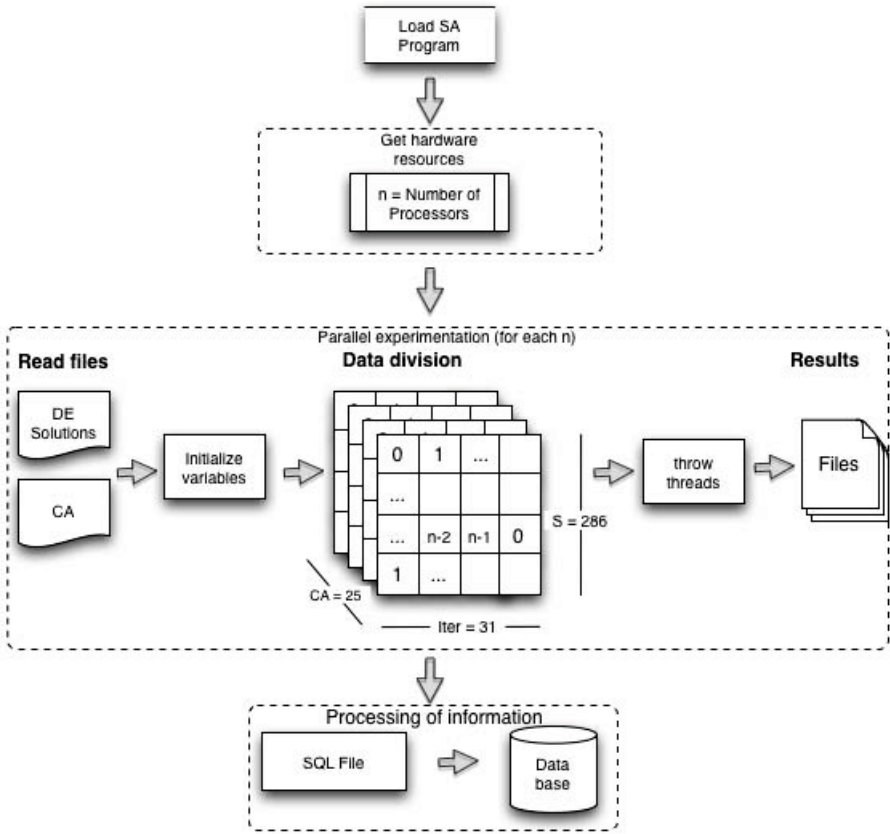 Load SA
Program
Get hardware
resources
n = Number of
Processors
Parallel experimentation (for each n)
Read files
Data division
Results
DE
Solutions
CA
Initialize
variables
0 1 ...
...
... n-2 n-1 0
1 ...
S = 286
CA = 25
Iter = 31
throw
threads
Files
Processing of information
SQL File
Data
base